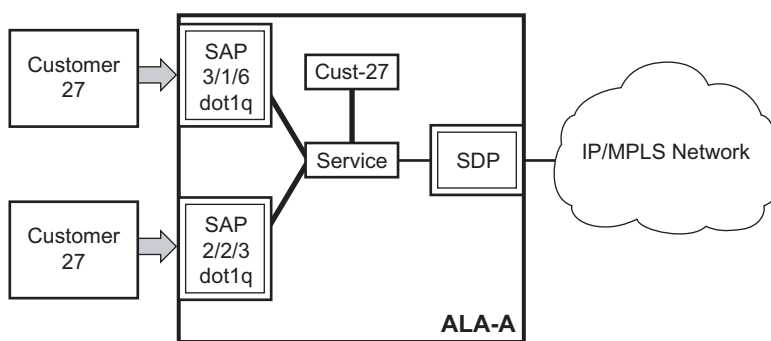 Customer
27
SAP
3/1/6
dot1q
Cust-27
Service
SDP
IP/MPLS Network
Customer
27
SAP
2/2/3
dot1q
ALA-A